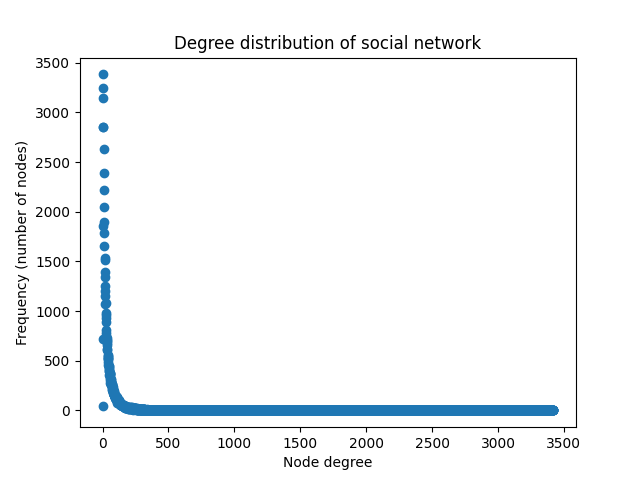 Degree distribution of social network
Frequency (number of nodes)
3500
3000
2500
2000
1500
1000
500
0
0 500 1000 1500 2000 2500 3000 3500
Node degree